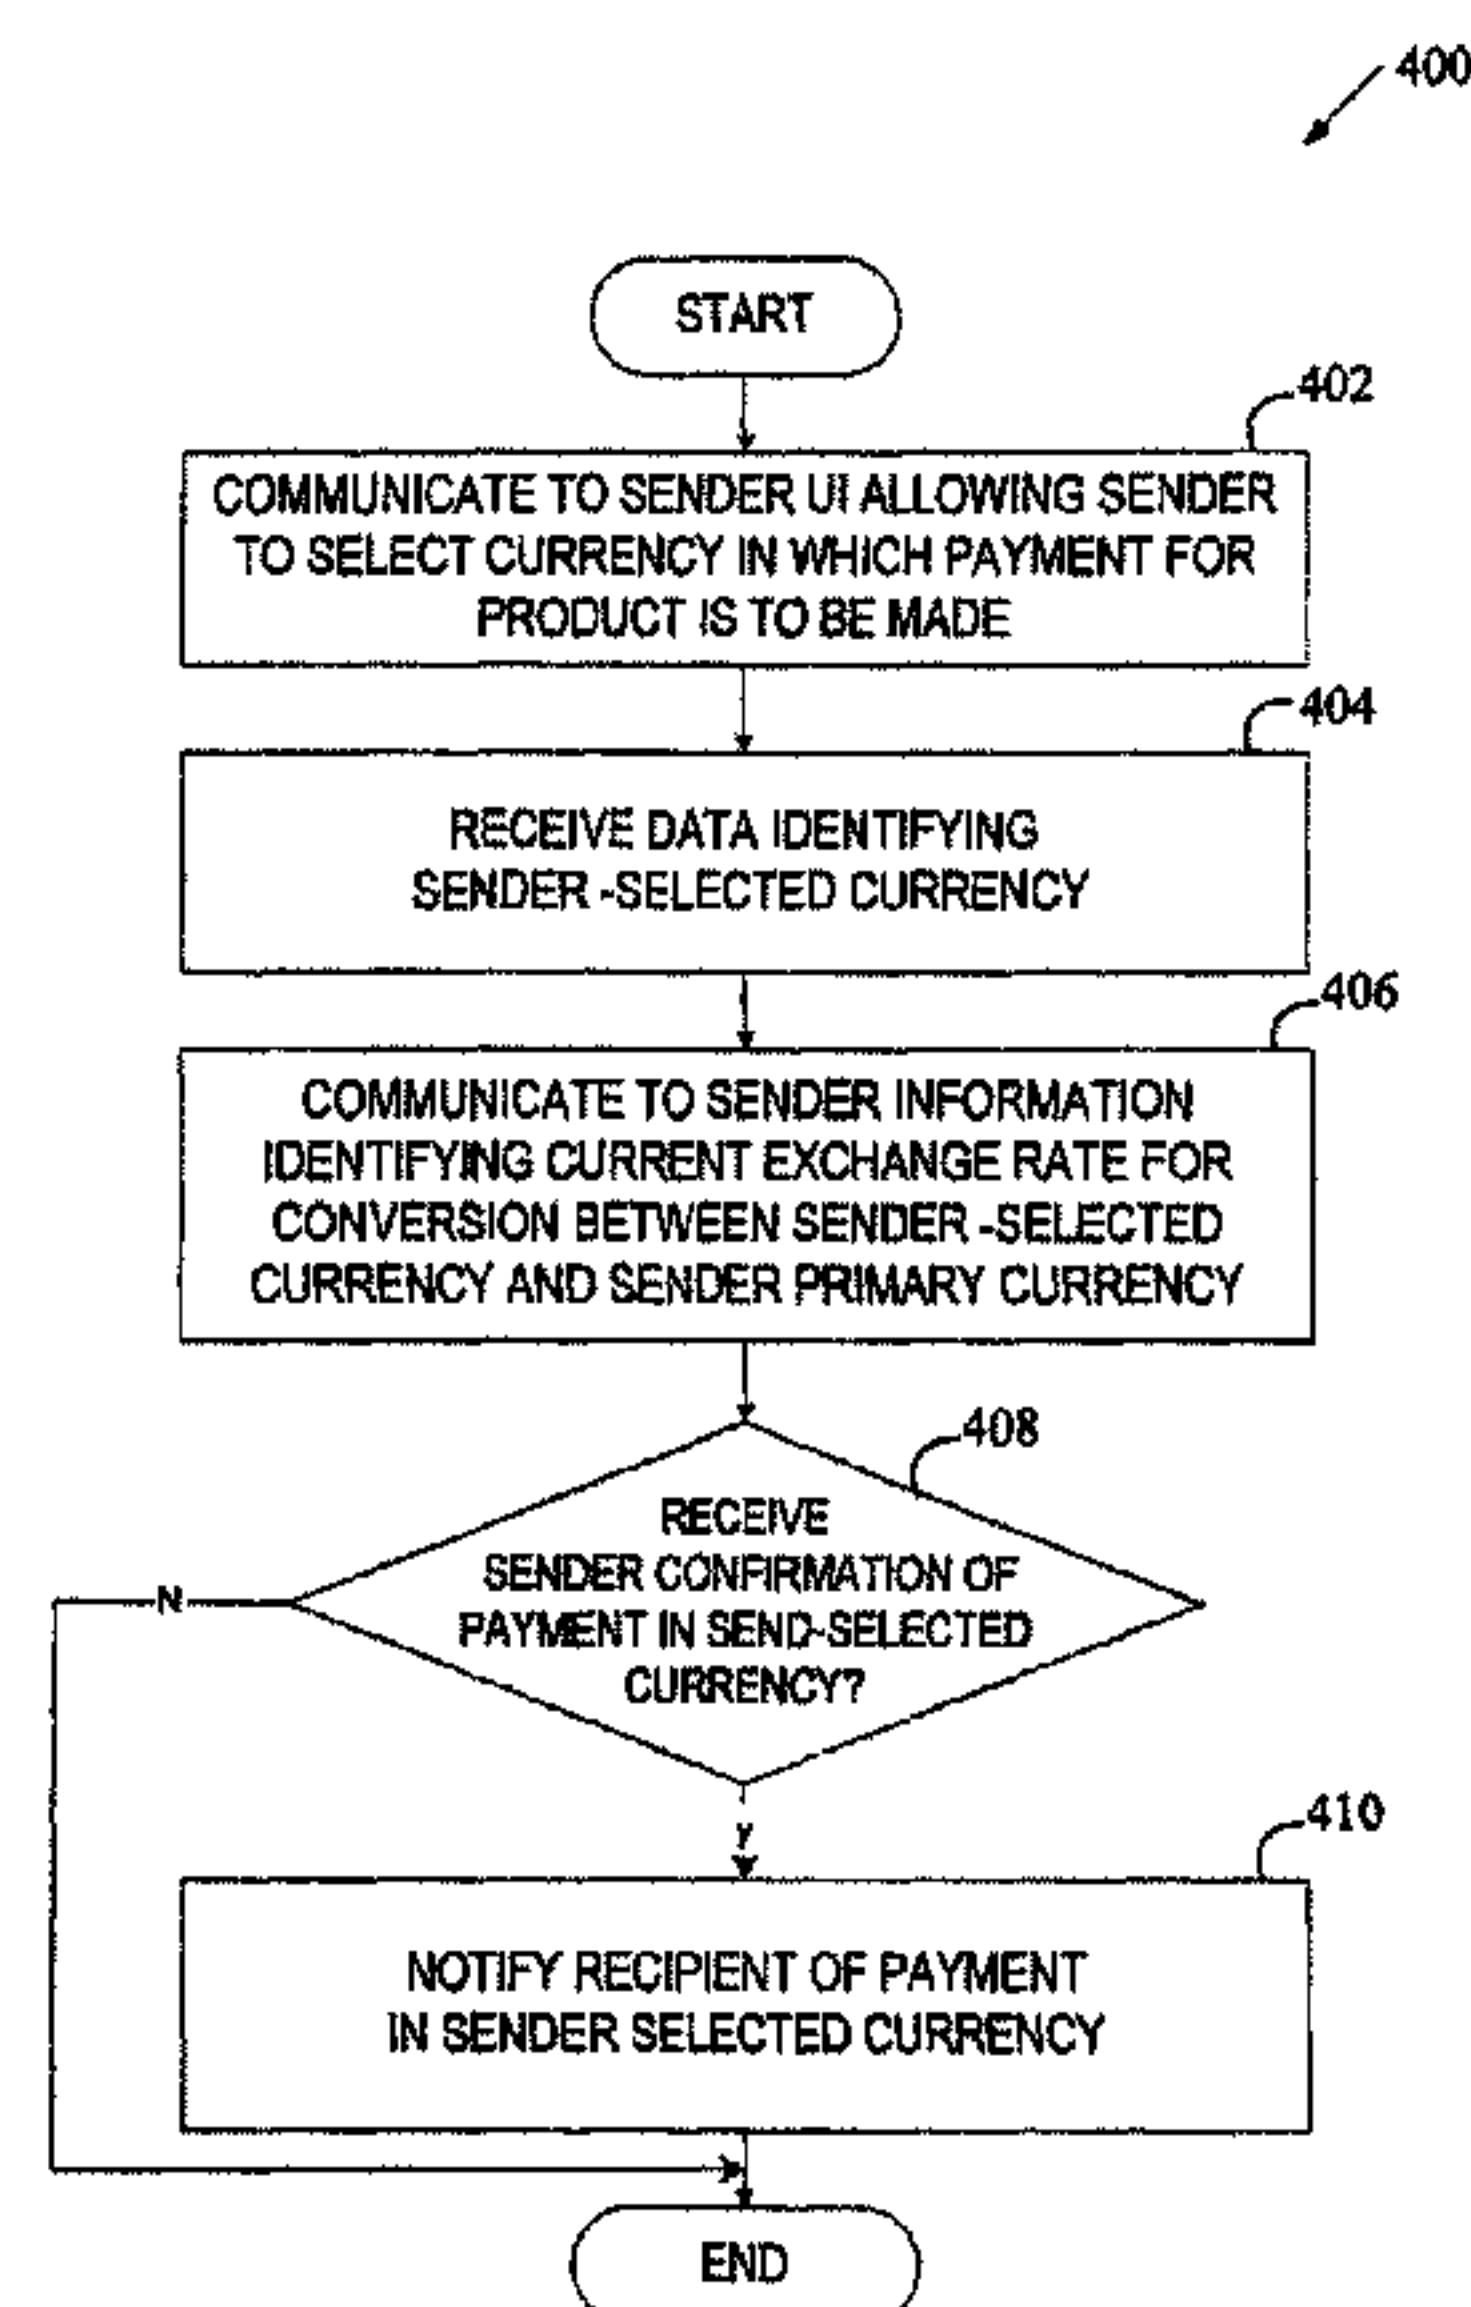 400
START
402
COMMUNICATE TO SENDER UI ALLOWING SENDER
TO SELECT CURRENCY IN WHICH PAYMENT FOR
PRODUCT IS TO BE MADE
404
RECEIVE DATA IDENTIFYING
SENDER -SELECTED CURRENCY
406
COMMUNICATE TO SENDER INFORMATION
IDENTIFYING CURRENT EXCHANGE RATE FOR
CONVERSION BETWEEN SENDER -SELECTED
CURRENCY AND SENDER PRIMARY CURRENCY
408
RECEIVE
SENDER CONFIRMATION OF
PAYMENT IN SEND-SELECTED
CURRENCY?
N
Y
410
NOTIFY RECIPIENT OF PAYMENT
IN SENDER SELECTED CURRENCY
END